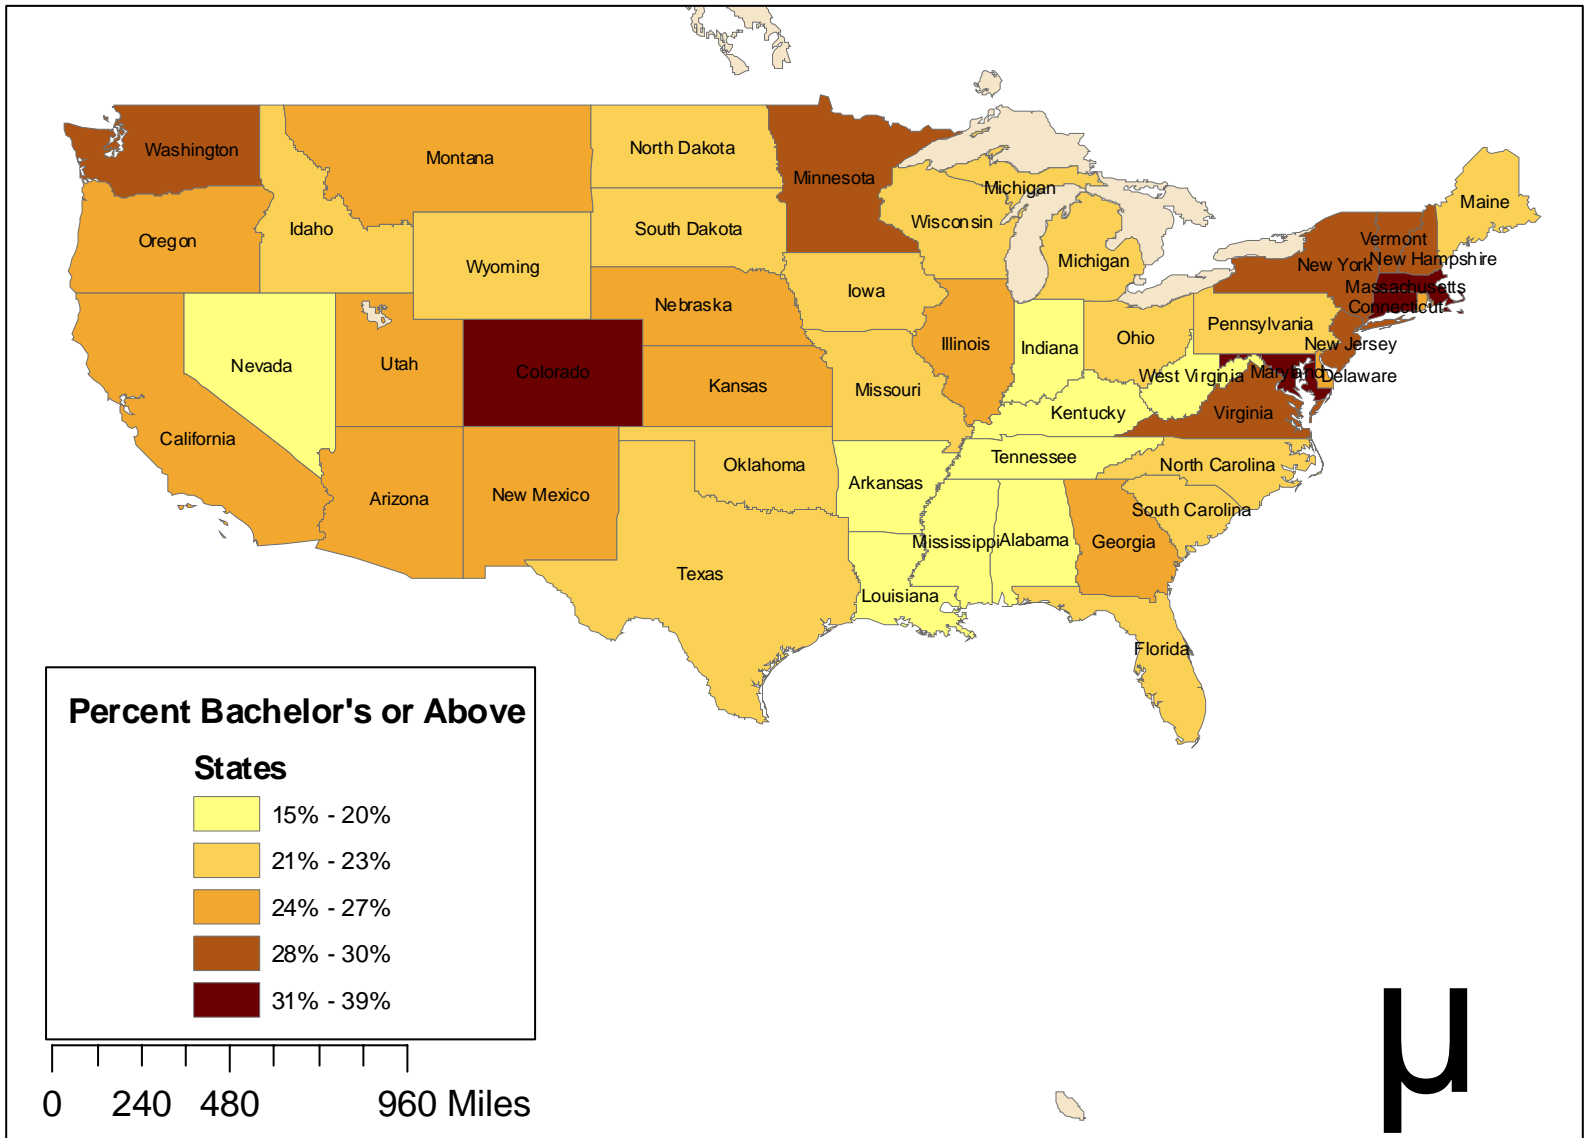 Washington
Montana
North Dakota
Minnesota
Michigan
Maine
Oregon
Idaho
Wyoming
South Dakota
Wisconsin
Michigan
Vermont
New York
New Hampshire
Massachusetts
Connecticut
Nebraska
Iowa
Pennsylvania
New Jersey
Nevada
Utah
Colorado
Kansas
Illinois
Indiana
Ohio
West Virginia
Maryland
Delaware
Missouri
Kentucky
Virginia
California
Arizona
New Mexico
Oklahoma
Arkansas
Tennessee
North Carolina
South Carolina
Mississippi
Alabama
Georgia
Texas
Louisiana
Florida
Percent Bachelor's or Above
States
15% - 20%
21% - 23%
24% - 27%
28% - 30%
31% - 39%
0 240 480 960 Miles
µ